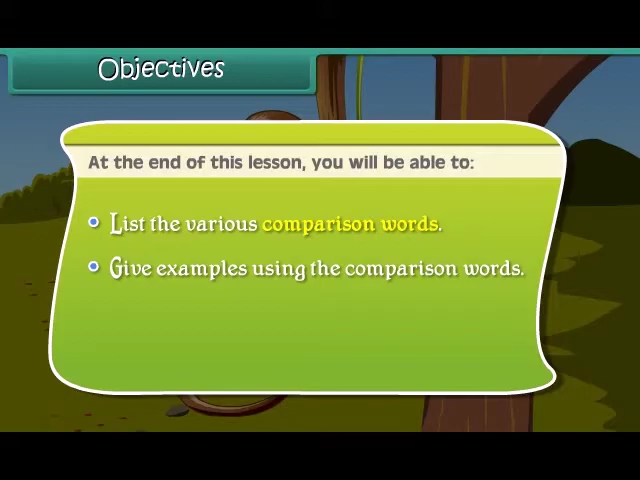 Objectives
At the end of this lesson, you will be able to:
List the various comparison words.
Give examples using the comparison words.